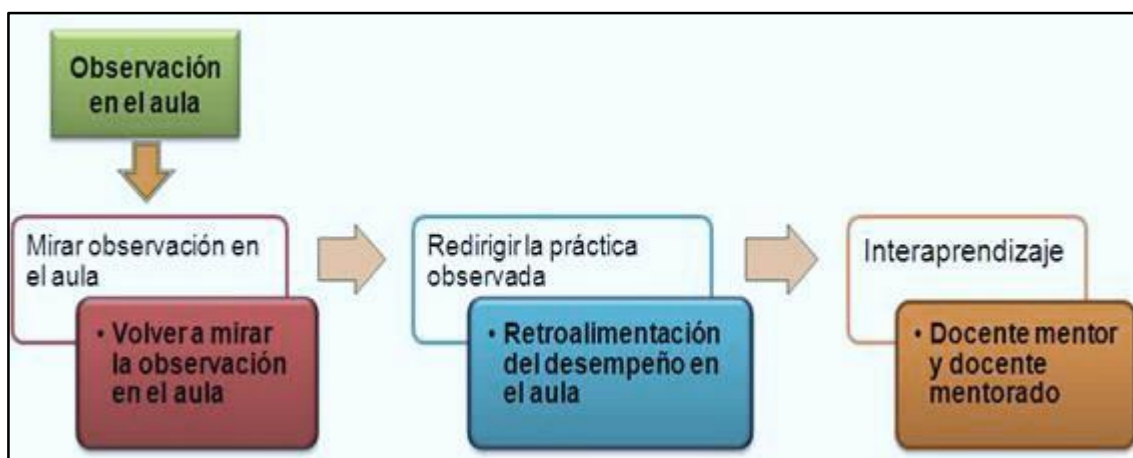 Observación
en el aula
Mirar observación en
el aula
• Volver a mirar
la observación
en el aula
Redirigir la práctica
observada
• Retroalimentación
del desempeño en
el aula
Interaprendizaje
• Docente mentor
y docente
mentorado